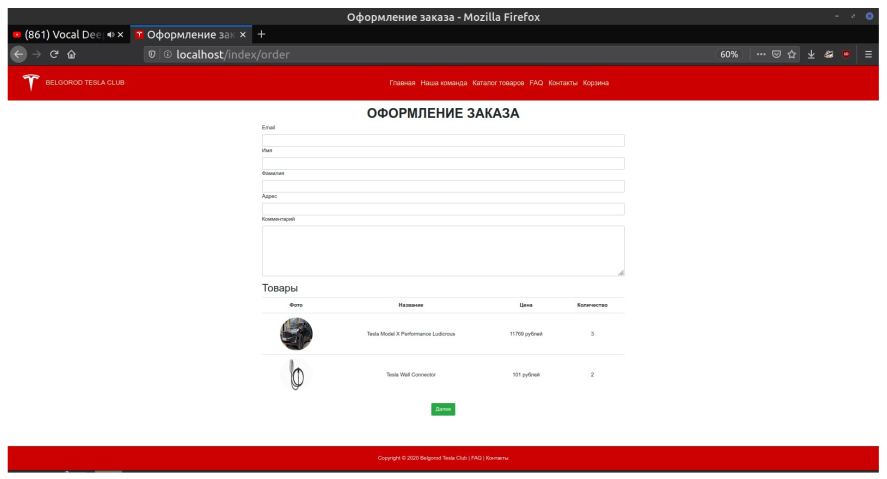 Оформление заказа - Mozilla Firefox
(861) Vocal Dee
Оформление зак
localhost/index/order
60%
BELGOROD TESLA CLUB
Главная Наша команда Каталог товаров FAQ Контакты Корзина
ОФОРМЛЕНИЕ ЗАКАЗА
Email
Имя
Фамилия
Адрес
Комментарий
Товары
Фото Название Цена Количество
Tesla Model X Performance Ludicrous 11769 рублей 3
Tesla Wall Connector 101 рублей 2
Далее
Copyright © 2020 Belgorod Tesla Club | FAQ | Контакты